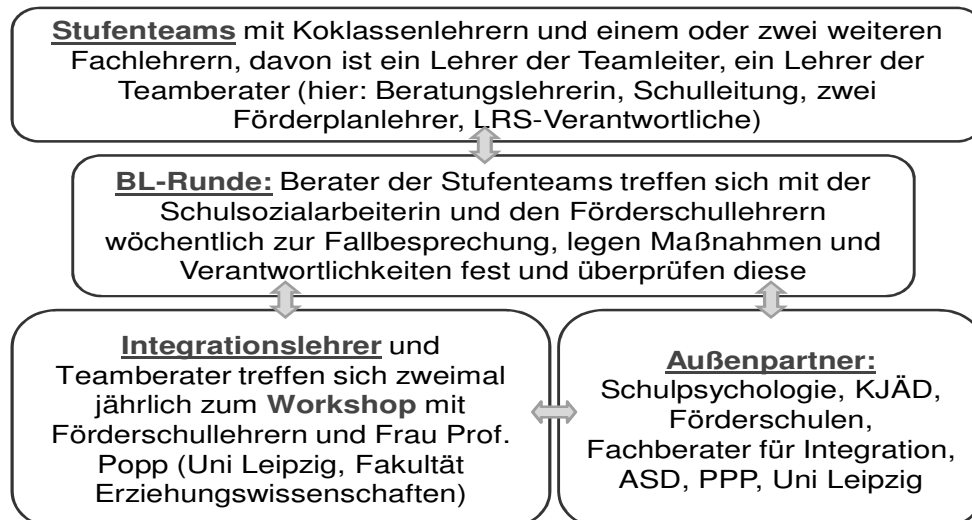 Stufenteams mit Koklassenlehrern und einem oder zwei weiteren
Fachlehrern, davon ist ein Lehrer der Teamleiter, ein Lehrer der
Teamberater (hier: Beratungslehrerin, Schulleitung, zwei
Förderplanlehrer, LRS-Verantwortliche)
BL-Runde: Berater der Stufenteams treffen sich mit der
Schulsozialarbeiterin und den Förderschullehrern
wöchentlich zur Fallbesprechung, legen Maßnahmen und
Verantwortlichkeiten fest und überprüfen diese
Integrationslehrer und
Teamberater treffen sich zweimal
jährlich zum Workshop mit
Förderschullehrern und Frau Prof.
Popp (Uni Leipzig, Fakultät
Erziehungswissenschaften)
Außenpartner:
Schulpsychologie, KJÄD,
Förderschulen,
Fachberater für Integration,
ASD, PPP, Uni Leipzig